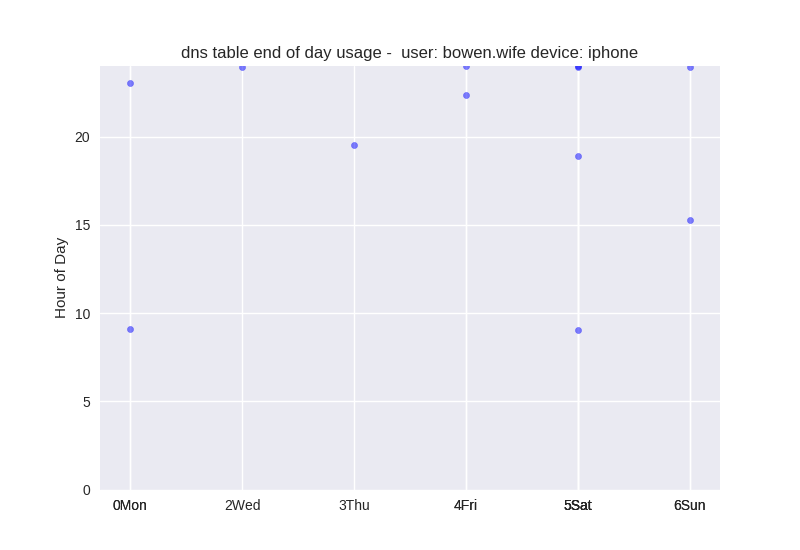 dns table end of day usage -  user: bowen.wife device: iphone
20
15
10
5
0
Hour of Day
0Mon 2Wed 3Thu 4Fri 5Sat 6Sun